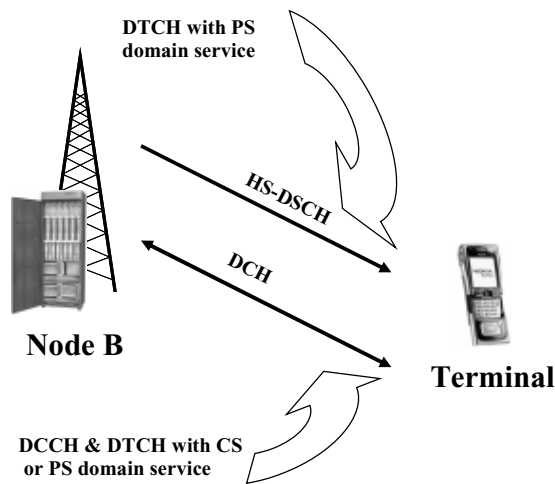 DTCH with PS
domain service
HS-DSCH
DCH
Node B
Terminal
DCCH & DTCH with CS
or PS domain service